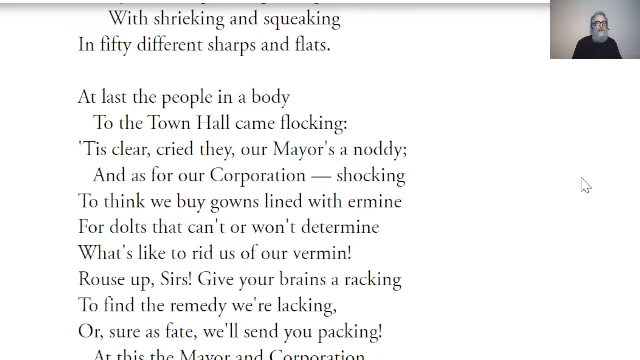 With shrieking and squeaking
In fifty different sharps and flats.
At last the people in a body
To the Town Hall came flocking:
'Tis clear, cried they, our Mayor's a noddy;
And as for our Corporation — shocking
To think we buy gowns lined with ermine
For dolts that can't or won't determine
What's like to rid us of our vermin!
Rouse up, Sirs! Give your brains a racking
To find the remedy we're lacking,
Or, sure as fate, we'll send you packing!
At this the Mayor and Corporation